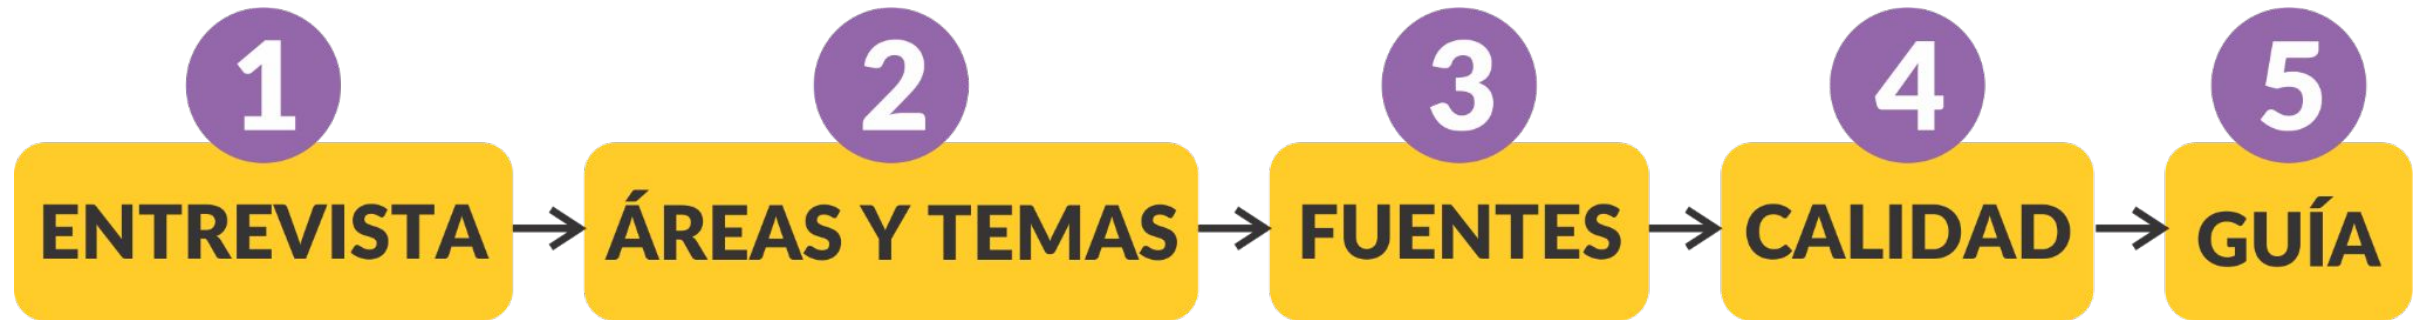 1
ENTREVISTA
2
ÁREAS Y TEMAS
3
FUENTES
4
CALIDAD
5
GUÍA